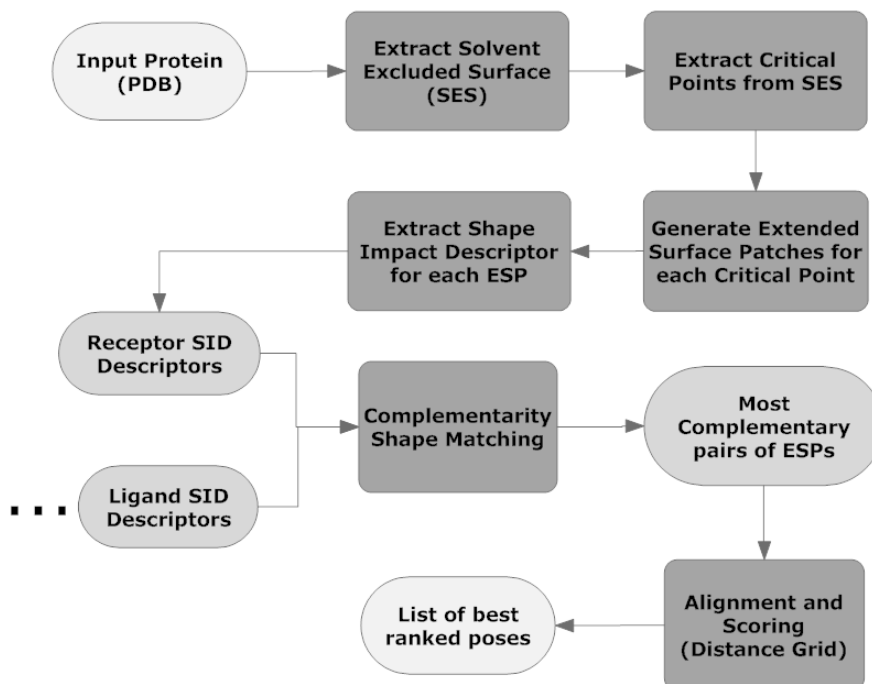 Input Protein
(PDB)
Extract Solvent
Excluded Surface
(SES)
Extract Critical
Points from SES
Generate Extended
Surface Patches for
each Critical Point
Extract Shape
Impact Descriptor
for each ESP
Receptor SID
Descriptors
Complementarity
Shape Matching
Most
Complementary
pairs of ESPs
...
Ligand SID
Descriptors
Alignment and
Scoring
(Distance Grid)
List of best
ranked poses